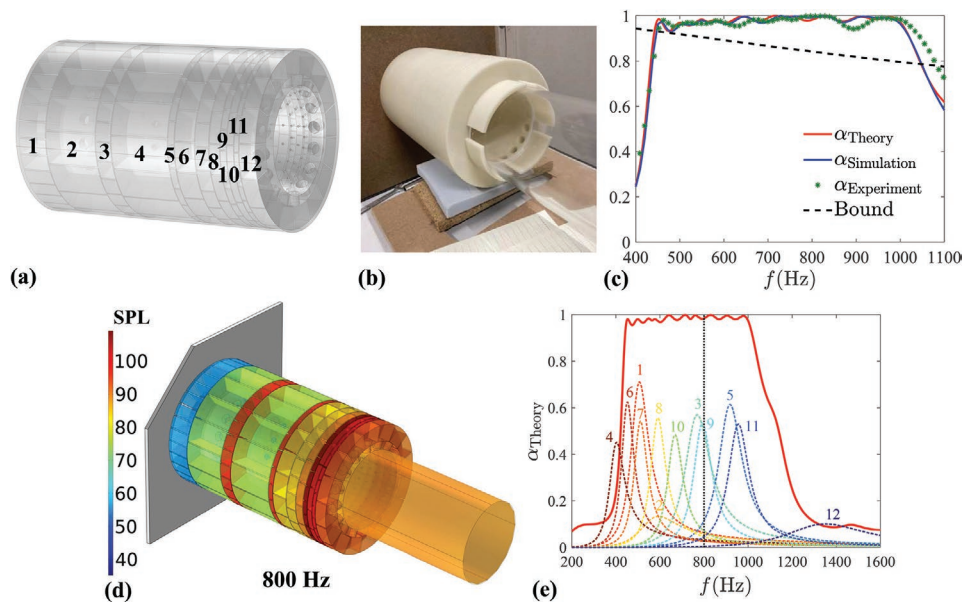 1 2 3 4 5 6 7 8 9 10 11 12
(a)
(b)
1
0.8
0.6
0.4
0.2
0
αTheory
αSimulation
αExperiment
Bound
400 500 600 700 800 900 1000 1100
f(Hz)
(c)
SPL
100
90
80
70
60
50
40
800 Hz
(d)
αTheory
1
0.8
0.6
0.4
0.2
0
4
6
1
7
8
10
3
9
5
11
12
200 400 600 800 1000 1200 1400 1600
f(Hz)
(e)